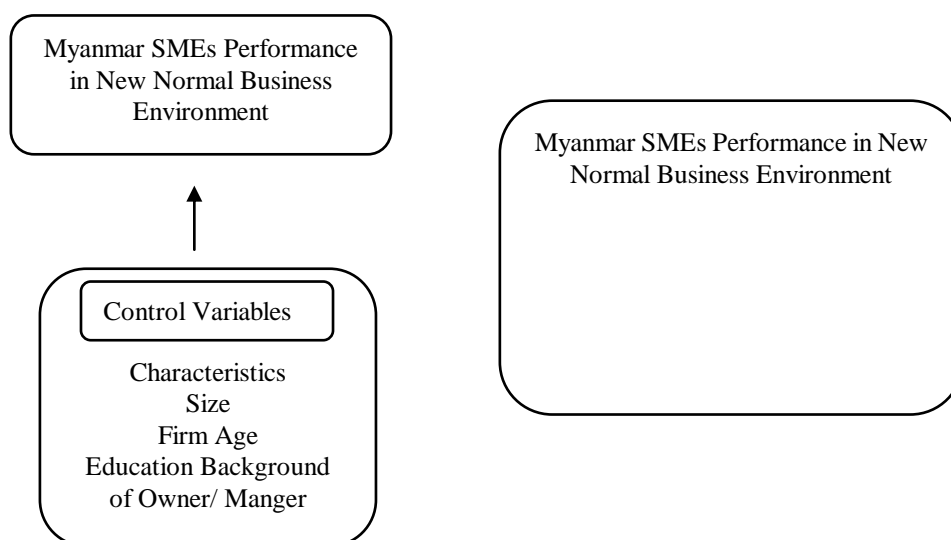 Myanmar SMEs Performance
in New Normal Business
Environment
Myanmar SMEs Performance in New
Normal Business Environment
Control Variables
Characteristics
Size
Firm Age
Education Background
of Owner/ Manger